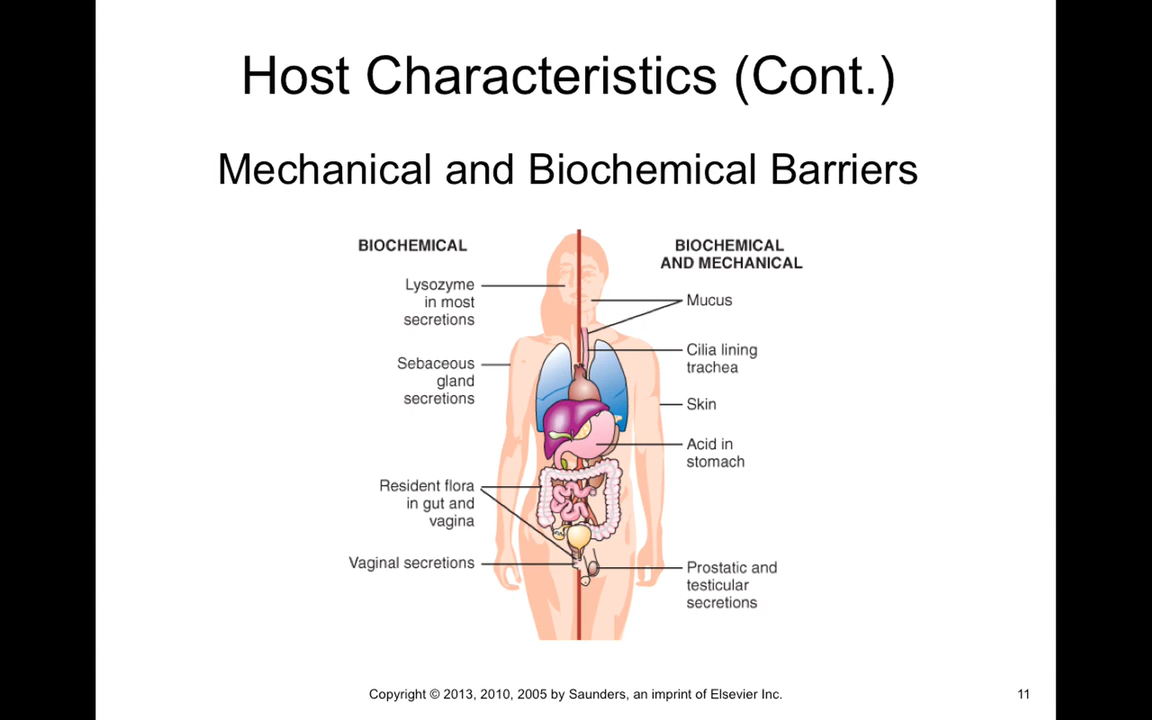 Host Characteristics (Cont.)
Mechanical and Biochemical Barriers
BIOCHEMICAL
Lysozyme
in most
secretions
Sebaceous
gland
secretions
Resident flora
in gut and
vagina
Vaginal secretions
BIOCHEMICAL
AND MECHANICAL
Mucus
Cilia lining
trachea
Skin
Acid in
stomach
Prostatic and
testicular
secretions
Copyright © 2013, 2010, 2005 by Saunders, an imprint of Elsevier Inc.
11